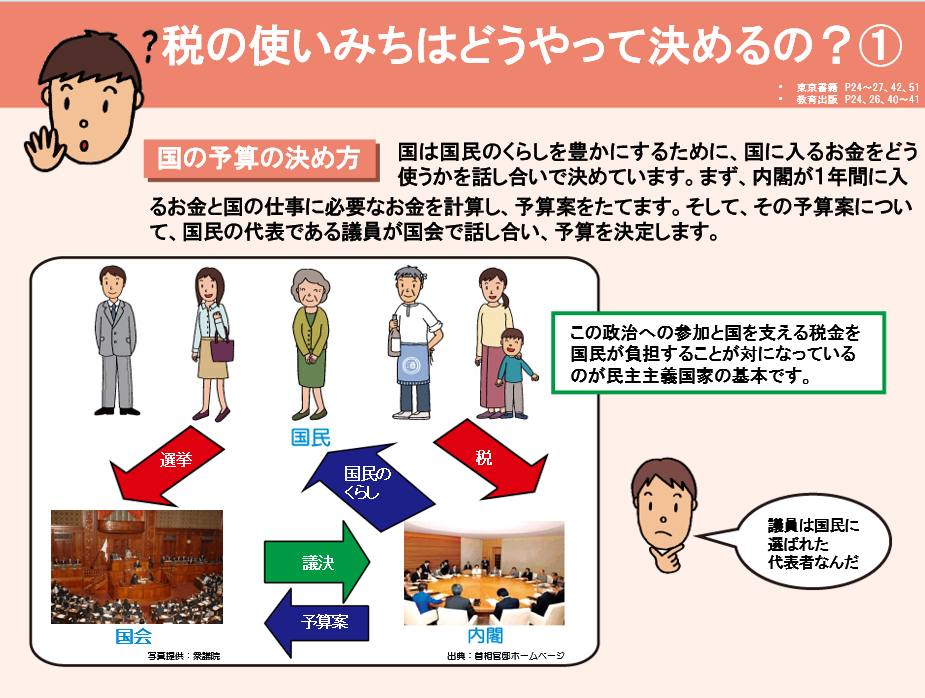 ?税の使いみちはどうやって決めるの？①
・ 東京書籍 P24～27、42、51
・ 教育出版 P24、26、40～41
国の予算の決め方
国は国民のくらしを豊かにするために、国に入るお金をどう
使うかを話し合いで決めています。まず、内閣が1年間に入
るお金と国の仕事に必要なお金を計算し、予算案をたてます。そして、その予算案につい
て、国民の代表である議員が国会で話し合い、予算を決定します。
この政治への参加と国を支える税金を
国民が負担することが対になっている
のが民主主義国家の基本です。
国民
選挙
国民の
くらし
税
議決
予算案
国会
内閣
写真提供：衆議院
出典：首相官邸ホームページ
議員は国民に
選ばれた
代表者なんだ